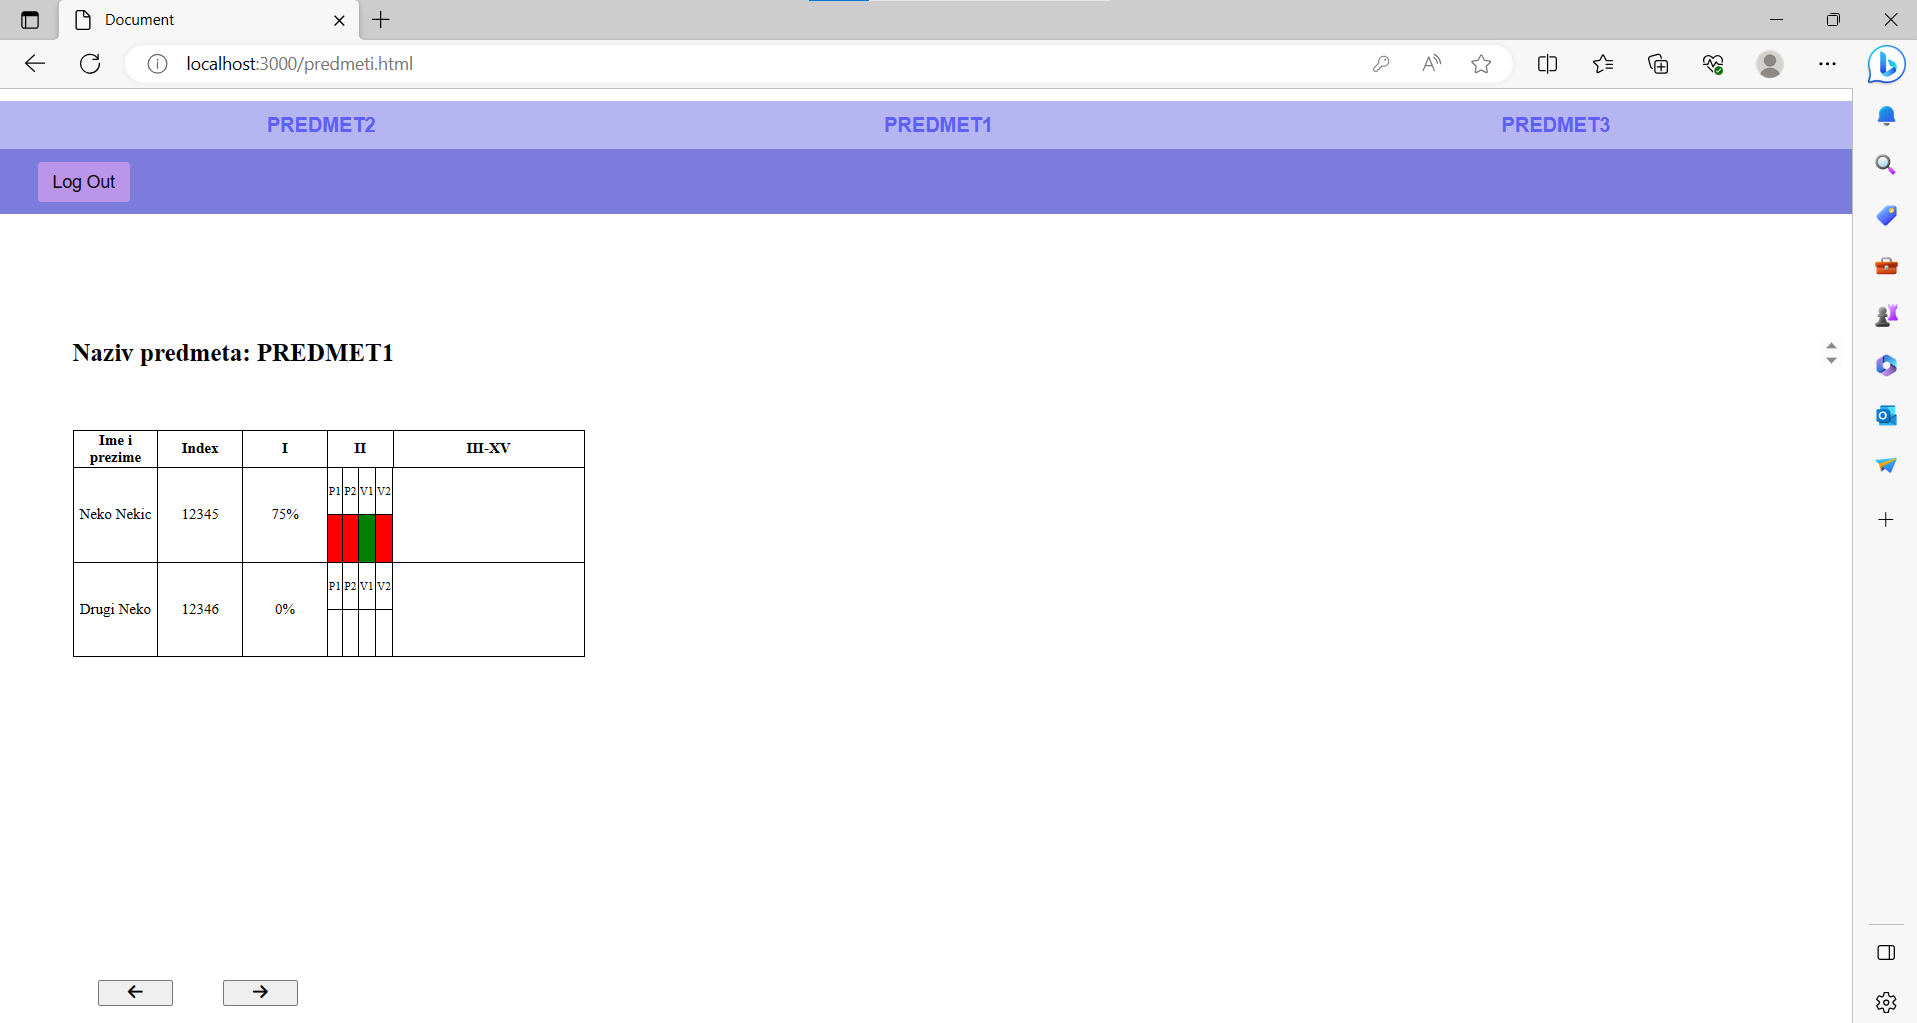 Document
localhost:3000/predmeti.html
PREDMET2 PREDMET1 PREDMET3
Log Out
Naziv predmeta: PREDMET1
Ime i prezime Index I II III-XV
P1 P2 V1 V2
Neko Nekic 12345 75%
P1 P2 V1 V2
Drugi Neko 12346 0%